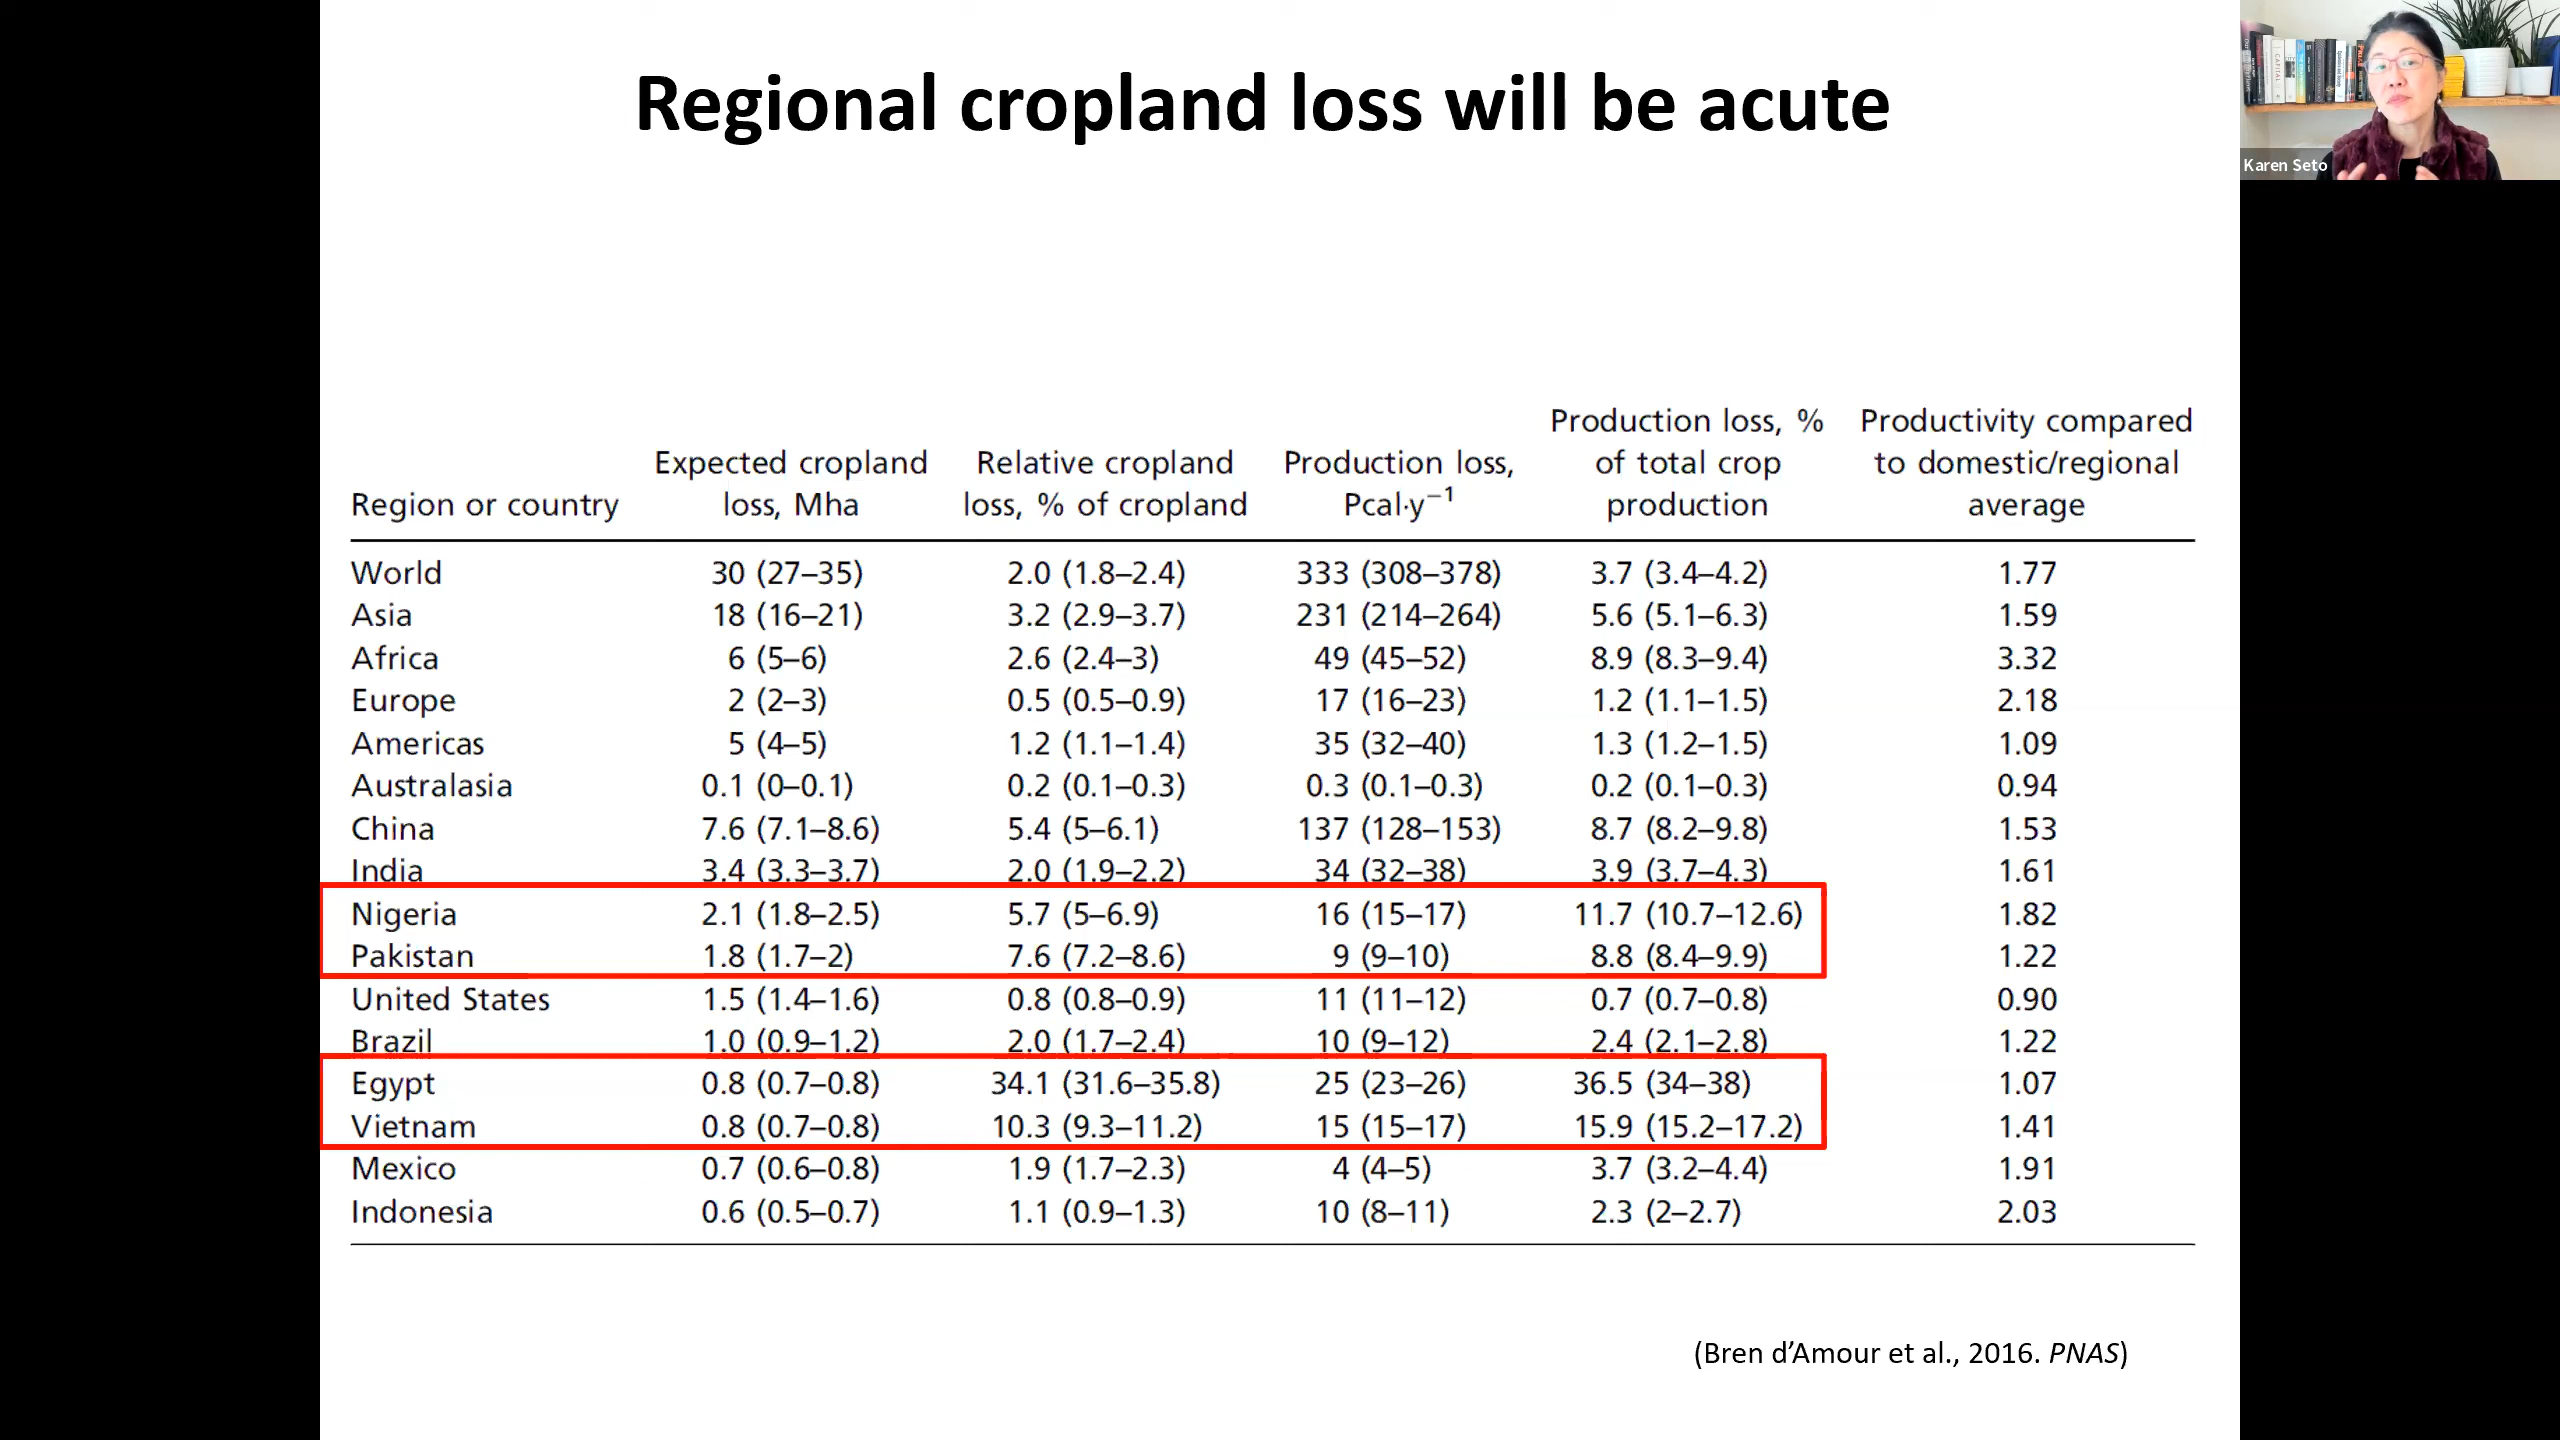 Regional cropland loss will be acute
Karen Seto
Region or country Expected cropland loss, Mha Relative cropland loss, % of cropland Production loss, Pcal·y⁻¹ Production loss, % of total crop production Productivity compared to domestic/regional average
World 30 (27–35) 2.0 (1.8–2.4) 333 (308–378) 3.7 (3.4–4.2) 1.77
Asia 18 (16–21) 3.2 (2.9–3.7) 231 (214–264) 5.6 (5.1–6.3) 1.59
Africa 6 (5–6) 2.6 (2.4–3) 49 (45–52) 8.9 (8.3–9.4) 3.32
Europe 2 (2–3) 0.5 (0.5–0.9) 17 (16–23) 1.2 (1.1–1.5) 2.18
Americas 5 (4–5) 1.2 (1.1–1.4) 35 (32–40) 1.3 (1.2–1.5) 1.09
Australasia 0.1 (0–0.1) 0.2 (0.1–0.3) 0.3 (0.1–0.3) 0.2 (0.1–0.3) 0.94
China 7.6 (7.1–8.6) 5.4 (5–6.1) 137 (128–153) 8.7 (8.2–9.8) 1.53
India 3.4 (3.3–3.7) 2.0 (1.9–2.2) 34 (32–38) 3.9 (3.7–4.3) 1.61
Nigeria 2.1 (1.8–2.5) 5.7 (5–6.9) 16 (15–17) 11.7 (10.7–12.6) 1.82
Pakistan 1.8 (1.7–2) 7.6 (7.2–8.6) 9 (9–10) 8.8 (8.4–9.9) 1.22
United States 1.5 (1.4–1.6) 0.8 (0.8–0.9) 11 (11–12) 0.7 (0.7–0.8) 0.90
Brazil 1.0 (0.9–1.2) 2.0 (1.7–2.4) 10 (9–12) 2.4 (2.1–2.8) 1.22
Egypt 0.8 (0.7–0.8) 34.1 (31.6–35.8) 25 (23–26) 36.5 (34–38) 1.07
Vietnam 0.8 (0.7–0.8) 10.3 (9.3–11.2) 15 (15–17) 15.9 (15.2–17.2) 1.41
Mexico 0.7 (0.6–0.8) 1.9 (1.7–2.3) 4 (4–5) 3.7 (3.2–4.4) 1.91
Indonesia 0.6 (0.5–0.7) 1.1 (0.9–1.3) 10 (8–11) 2.3 (2–2.7) 2.03
(Bren d’Amour et al., 2016. PNAS)